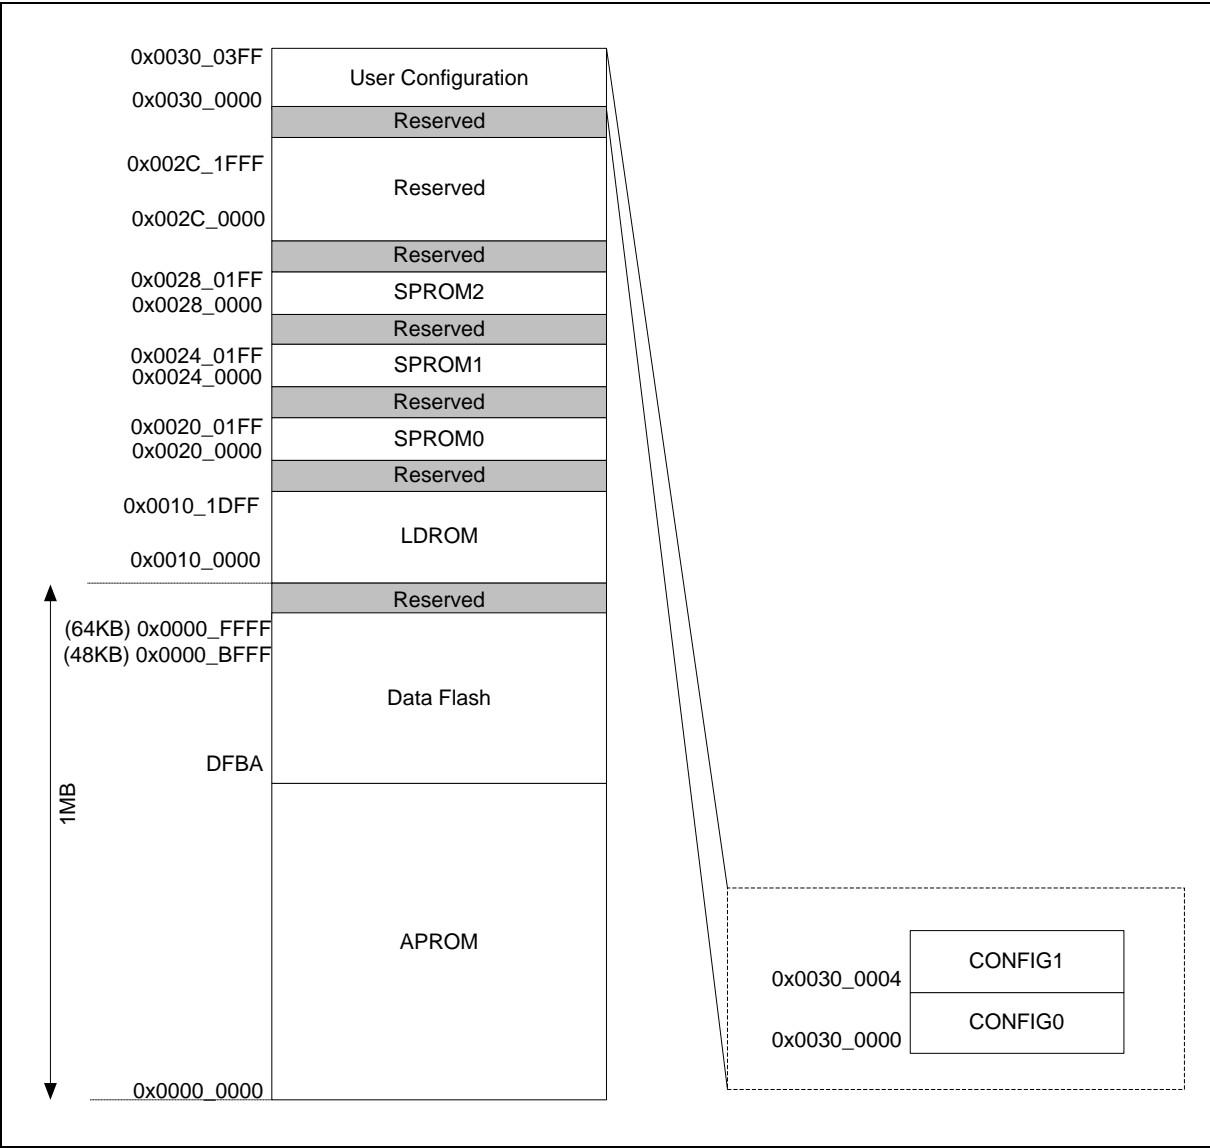 0x0030_03FF
User Configuration
0x0030_0000
Reserved
0x002C_1FFF
Reserved
0x002C_0000
Reserved
0x0028_01FF
SPROM2
0x0028_0000
Reserved
0x0024_01FF
SPROM1
0x0024_0000
Reserved
0x0020_01FF
SPROM0
0x0020_0000
Reserved
0x0010_1DFF
LDROM
0x0010_0000
Reserved
(64KB) 0x0000_FFFF
(48KB) 0x0000_BFFF
Data Flash
DFBA
1MB
APROM
0x0000_0000
CONFIG1
0x0030_0004
CONFIG0
0x0030_0000